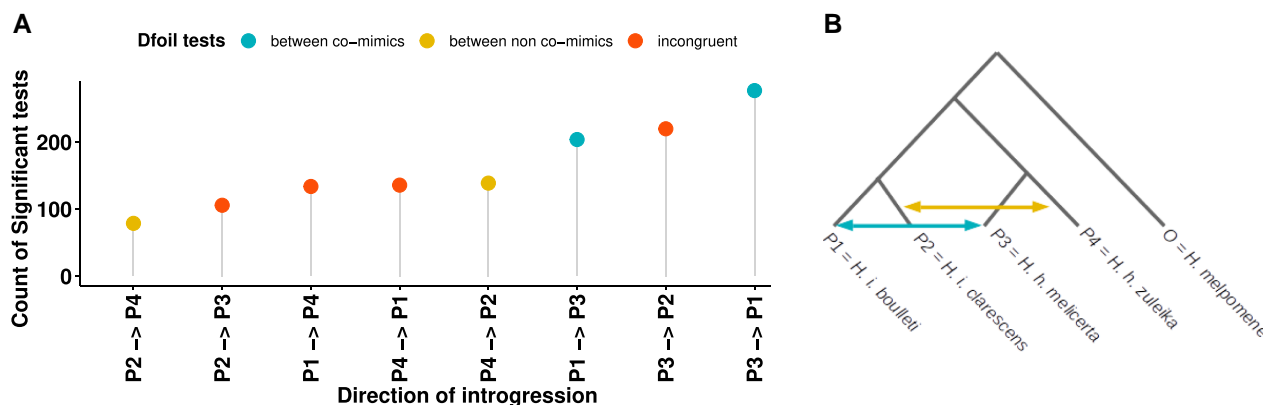 A
B
Dfoil tests between co−mimics between non co−mimics incongruent
Count of Significant tests
200
100
0
P2 −> P4
P2 −> P3
P1 −> P4
P4 −> P1
P4 −> P2
P1 −> P3
P3 −> P2
P3 −> P1
Direction of introgression
P1 = H. i. boulleti
P2 = H. i. clarescens
P3 = H. h. melicerta
P4 = H. h. zuleika
O = H. melpomene